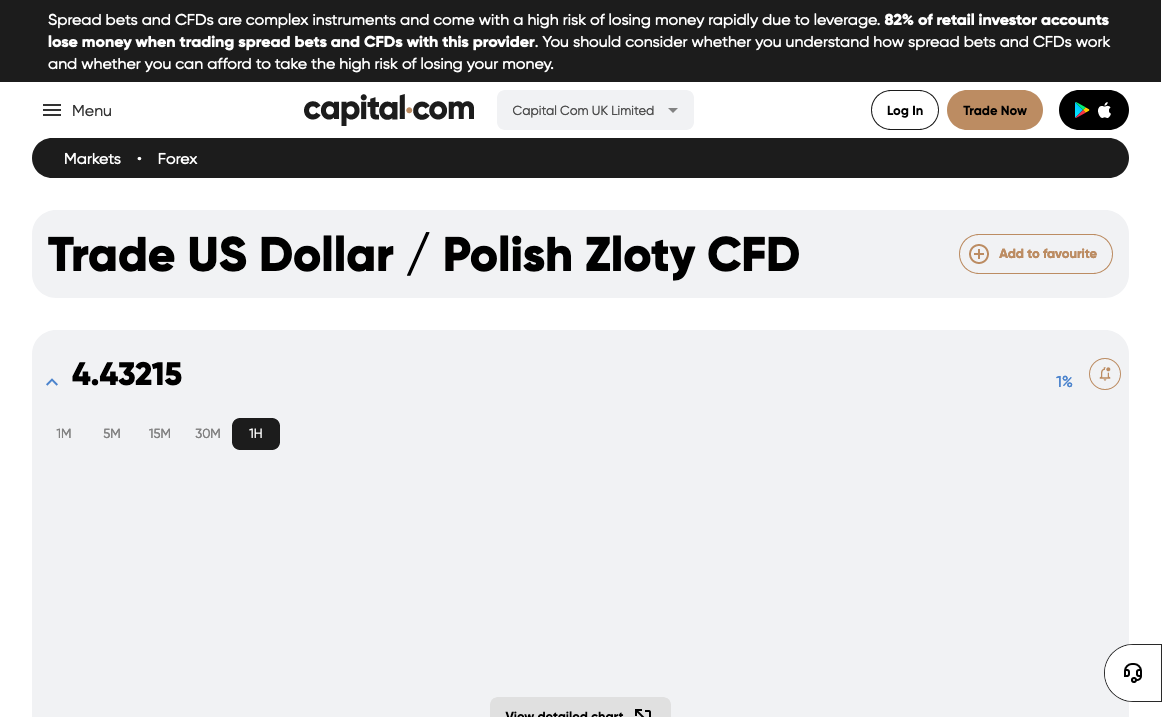 Spread bets and CFDs are complex instruments and come with a high risk of losing money rapidly due to leverage. 82% of retail investor accounts
lose money when trading spread bets and CFDs with this provider. You should consider whether you understand how spread bets and CFDs work
and whether you can afford to take the high risk of losing your money.
Menu
capital.com
Capital Com UK Limited
Log In
Trade Now
Markets • Forex
Trade US Dollar / Polish Zloty CFD
Add to favourite
4.43215
1%
1M 5M 15M 30M 1H
View detailed chart